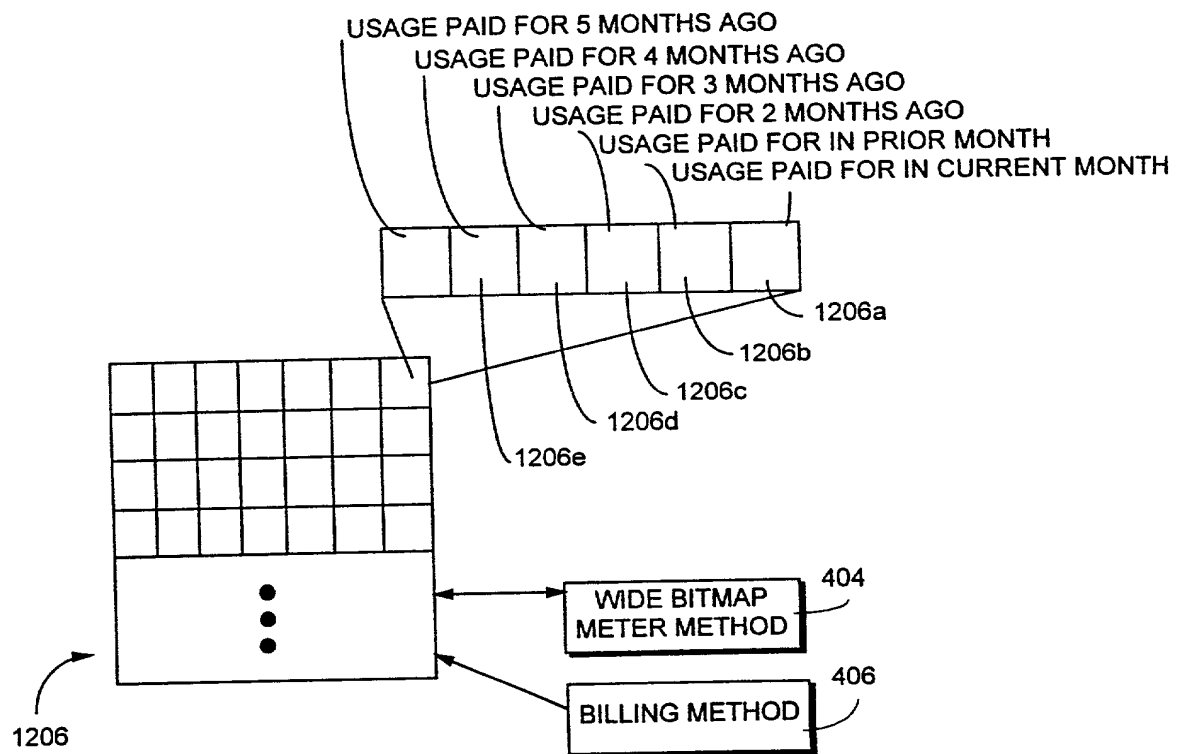 USAGE PAID FOR 5 MONTHS AGO
USAGE PAID FOR 4 MONTHS AGO
USAGE PAID FOR 3 MONTHS AGO
USAGE PAID FOR 2 MONTHS AGO
USAGE PAID FOR IN PRIOR MONTH
USAGE PAID FOR IN CURRENT MONTH
1206a
1206b
1206c
1206d
1206e
404
WIDE BITMAP
METER METHOD
406
BILLING METHOD
1206